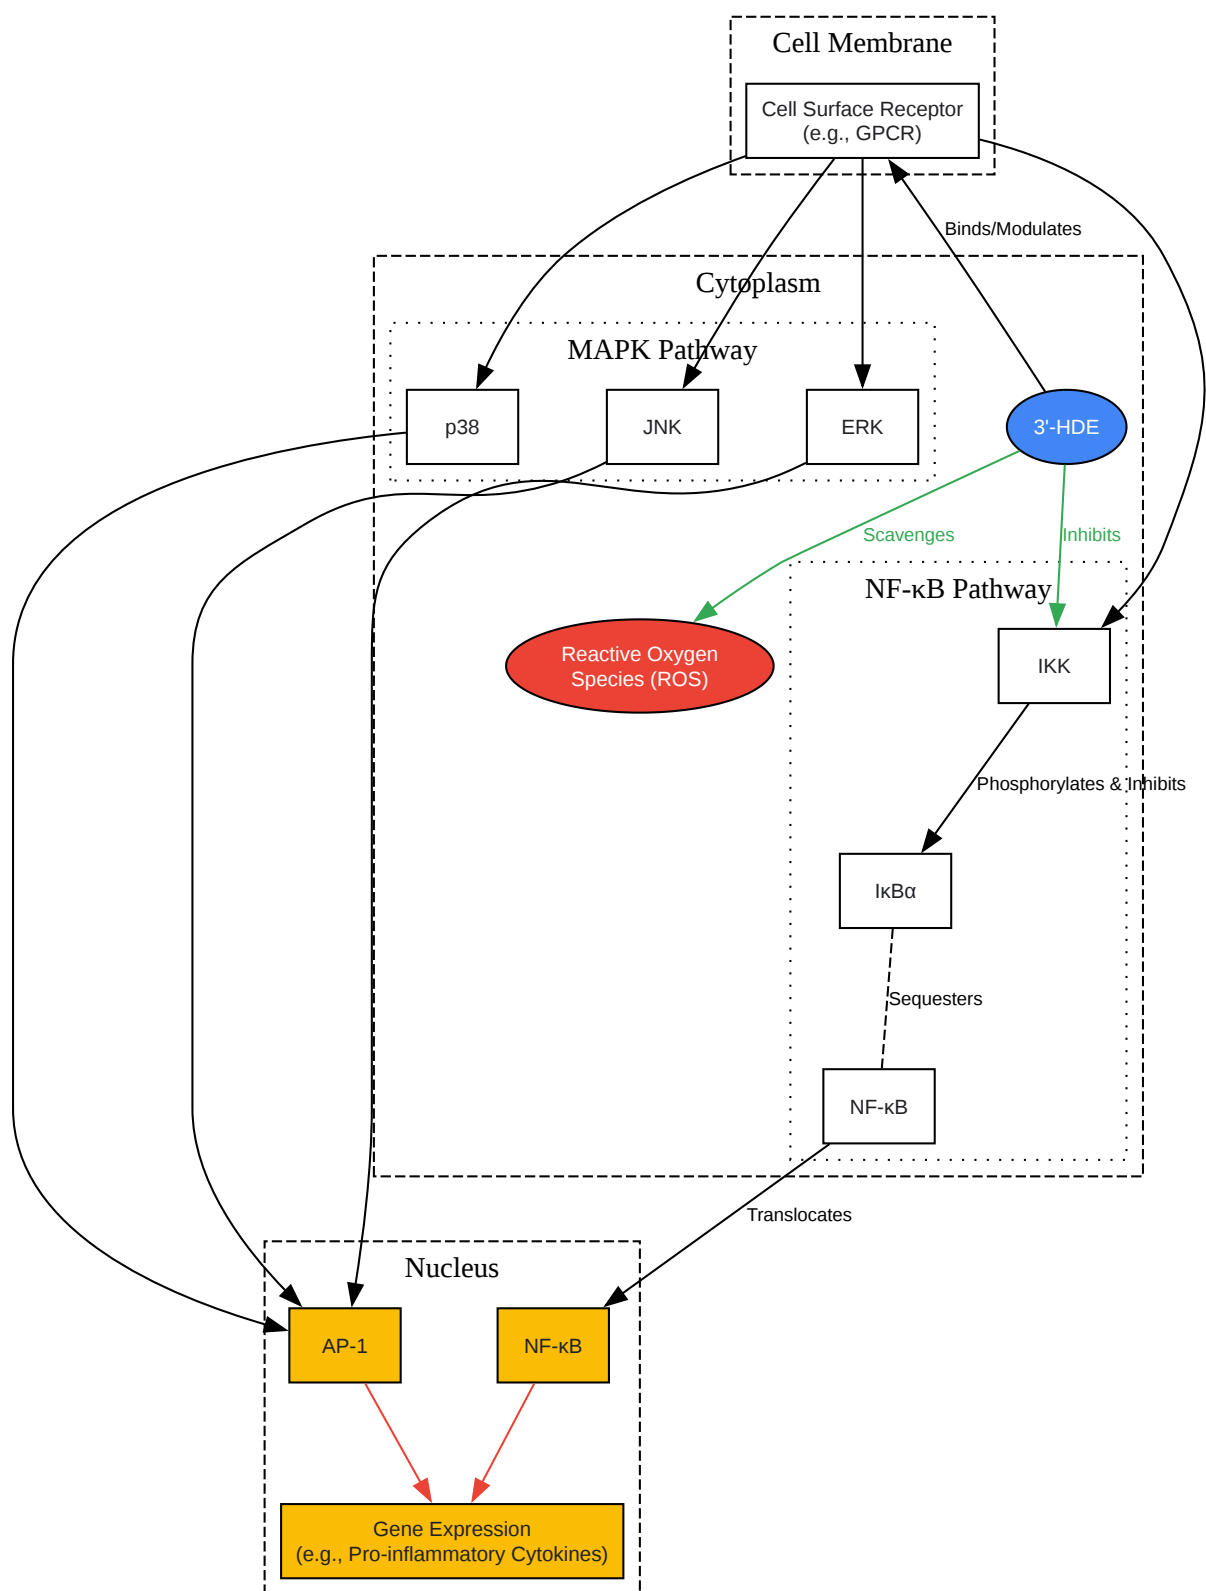 Cell Membrane
Cell Surface Receptor
(e.g., GPCR)
Binds/Modulates
Cytoplasm
MAPK Pathway
p38
JNK
ERK
3'-HDE
Scavenges
Inhibits
NF-κB Pathway
Reactive Oxygen
Species (ROS)
IKK
Phosphorylates & Inhibits
IκBα
Sequesters
NF-κB
Translocates
Nucleus
AP-1
NF-κB
Gene Expression
(e.g., Pro-inflammatory Cytokines)